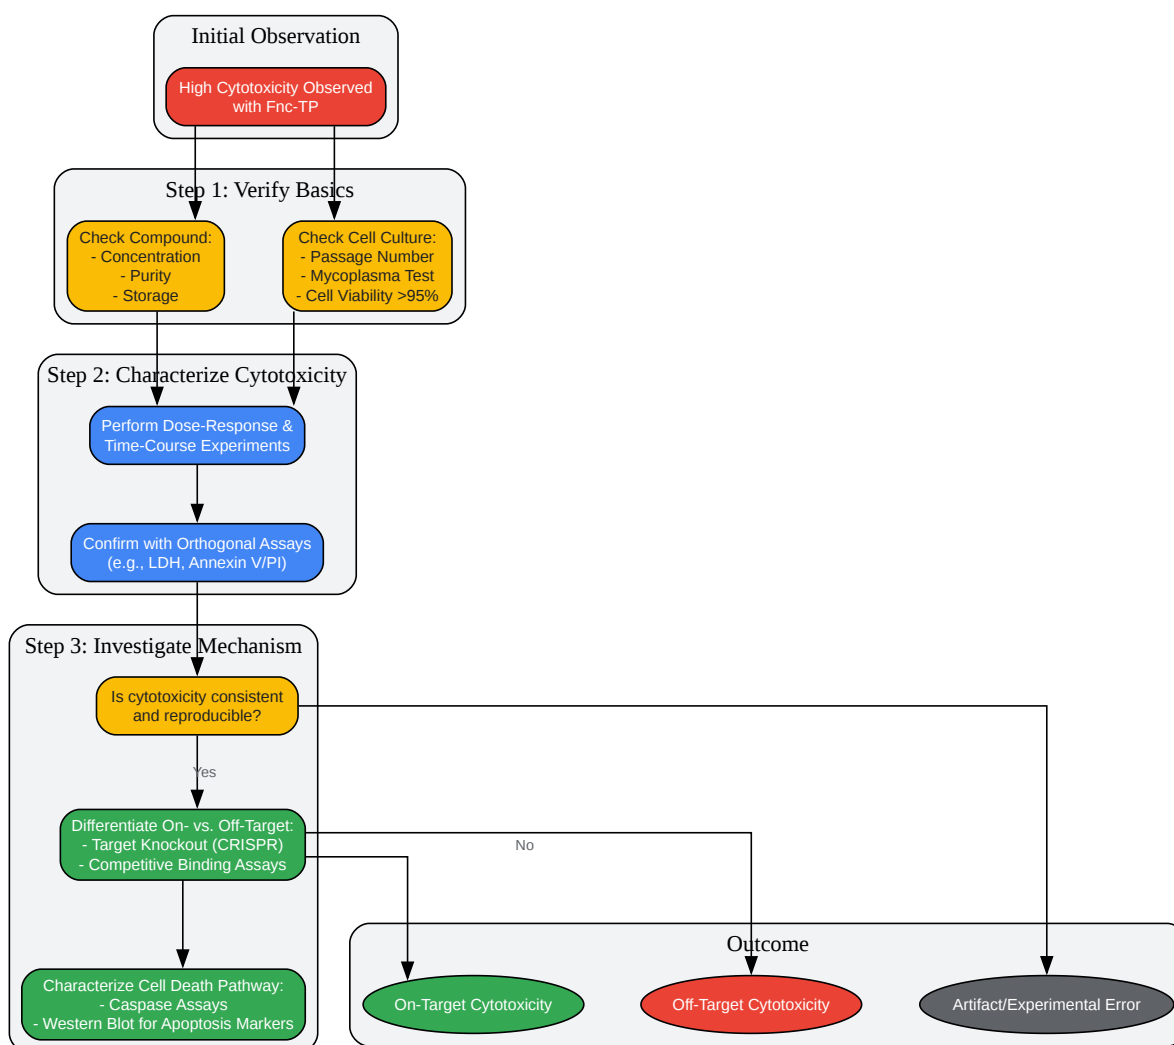 Initial Observation
High Cytotoxicity Observed
with Fnc-TP
Step 1: Verify Basics
Check Compound:
- Concentration
- Purity
- Storage
Check Cell Culture:
- Passage Number
- Mycoplasma Test
- Cell Viability >95%
Step 2: Characterize Cytotoxicity
Perform Dose-Response &
Time-Course Experiments
Confirm with Orthogonal Assays
(e.g., LDH, Annexin V/PI)
Step 3: Investigate Mechanism
Is cytotoxicity consistent
and reproducible?
Yes
Differentiate On- vs. Off-Target:
- Target Knockout (CRISPR)
- Competitive Binding Assays
No
Characterize Cell Death Pathway:
- Caspase Assays
- Western Blot for Apoptosis Markers
Outcome
On-Target Cytotoxicity
Off-Target Cytotoxicity
Artifact/Experimental Error